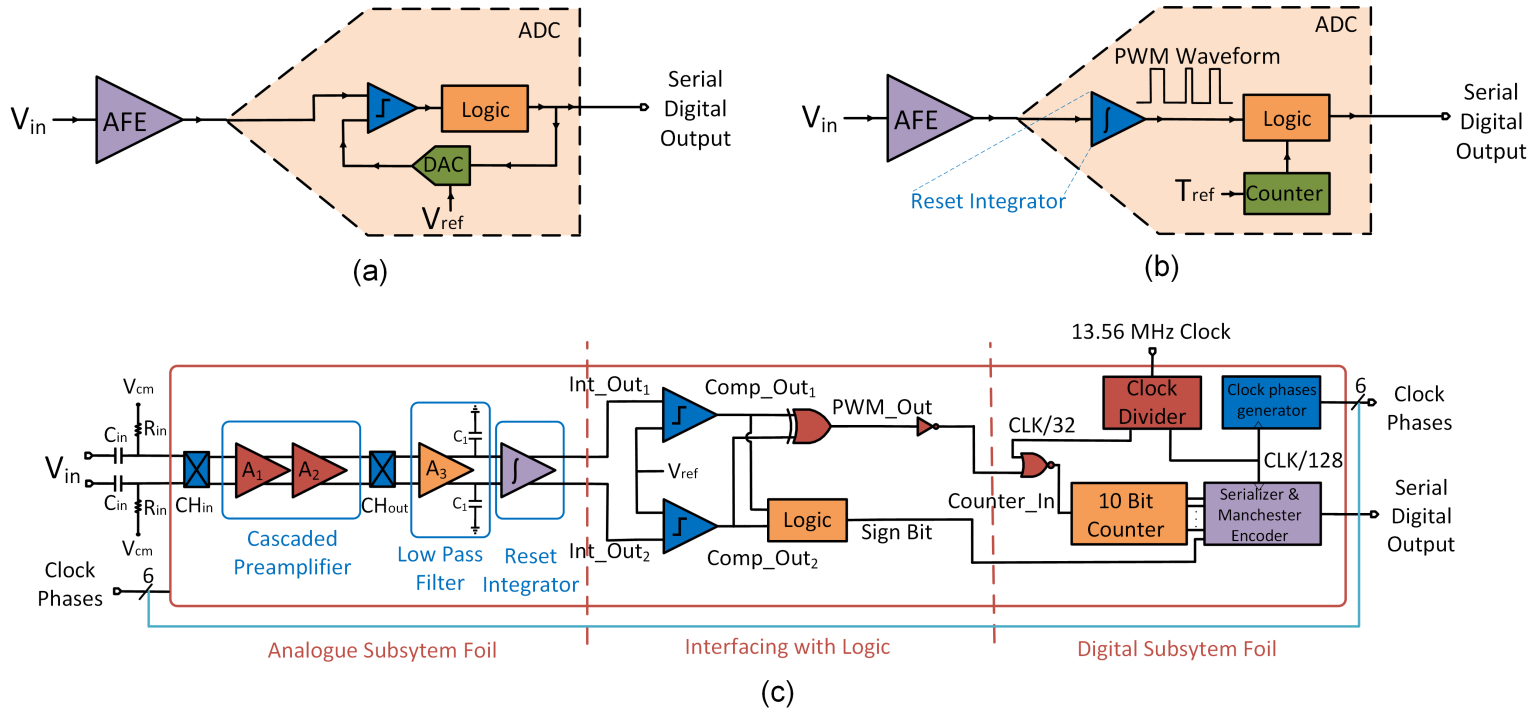 ADC
V_in
AFE
Logic
DAC
V_ref
Serial
Digital
Output
(a)
ADC
PWM Waveform
V_in
AFE
∫
Logic
Reset Integrator
T_ref
Counter
Serial
Digital
Output
(b)
13.56 MHz Clock
V_cm
C_in
R_in
V_in
C_in
R_in
V_cm
CH_in
A_1
A_2
Cascaded
Preamplifier
CH_out
A_3
C_1
C_1
Low Pass
Filter
∫
Reset
Integrator
Int_Out_1
Int_Out_2
V_ref
Comp_Out_1
Comp_Out_2
Logic
PWM_Out
Sign Bit
CLK/32
Counter_In
Clock
Divider
Clock phases
generator
CLK/128
10 Bit
Counter
Serializer &
Manchester
Encoder
6
Clock
Phases
Serial
Digital
Output
Clock
Phases
6
Analogue Subsytem Foil
Interfacing with Logic
Digital Subsytem Foil
(c)